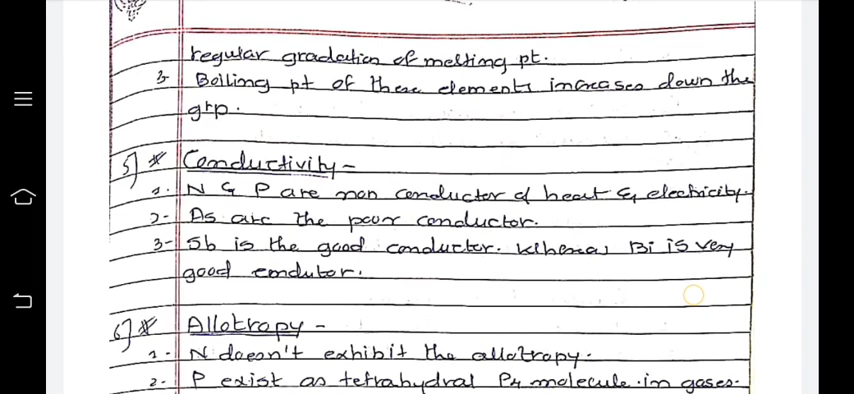 regular gradation of melting pt.
3- Boiling pt of these elements increases down the
grp.
5] * Conductivity -
1. N & P are non conductor of heat & electricity.
2- As are the poor conductor.
3- Sb is the good conductor. Whereas Bi is very
good condutor.
6] * Allotropy -
1- N doesn't exhibit the allotropy.
2- P exist as tetrahydral P4 molecule in gases.